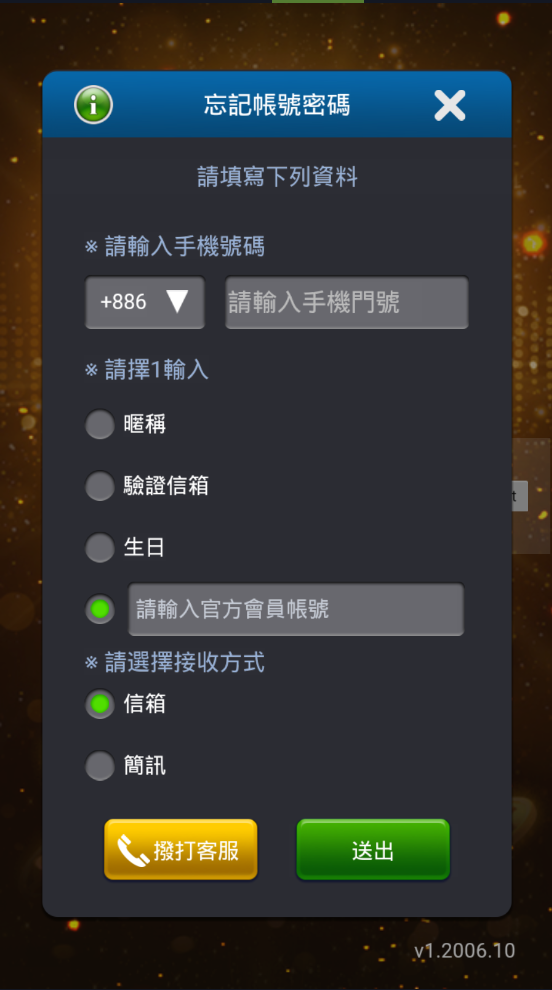 忘記帳號密碼
請填寫下列資料
※ 請輸入手機號碼
+886 ▼ 請輸入手機門號
※ 請擇1輸入
暱稱
驗證信箱
生日
請輸入官方會員帳號
※ 請選擇接收方式
信箱
簡訊
撥打客服 送出
v1.2006.10